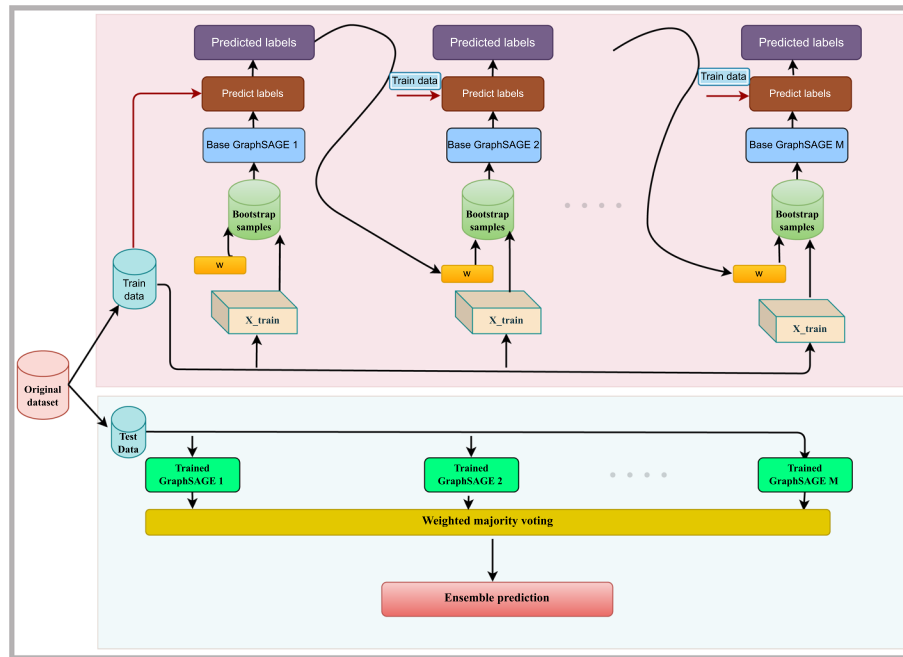 Predicted labels
Predicted labels
Predicted labels
Train data
Train data
Predict labels
Predict labels
Predict labels
Base GraphSAGE 1
Base GraphSAGE 2
Base GraphSAGE M
Bootstrap
samples
Bootstrap
samples
Bootstrap
samples
w
w
w
Train
data
X_train
X_train
X_train
Original
dataset
Test
Data
Trained
GraphSAGE 1
Trained
GraphSAGE 2
Trained
GraphSAGE M
Weighted majority voting
Ensemble prediction